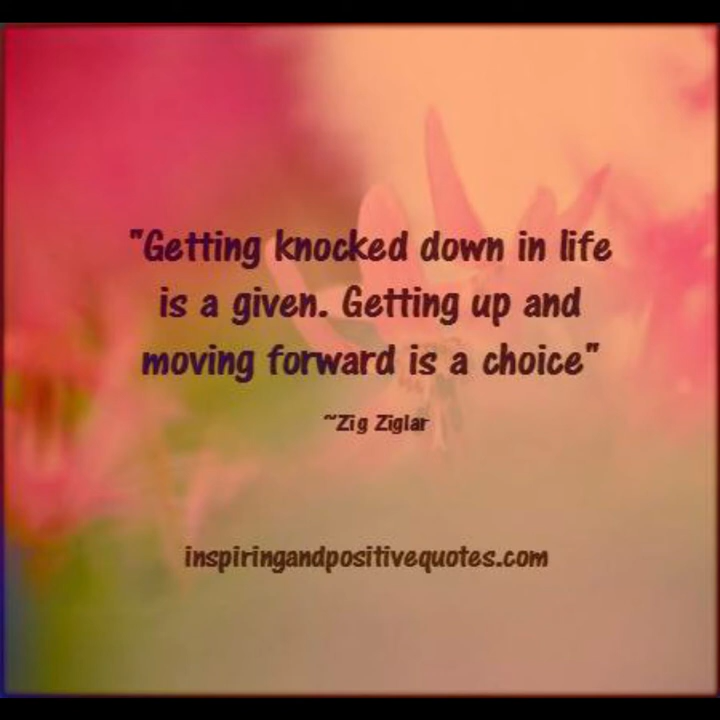 "Getting knocked down in life
is a given. Getting up and
moving forward is a choice"
~Zig Ziglar
inspiringandpositivequotes.com